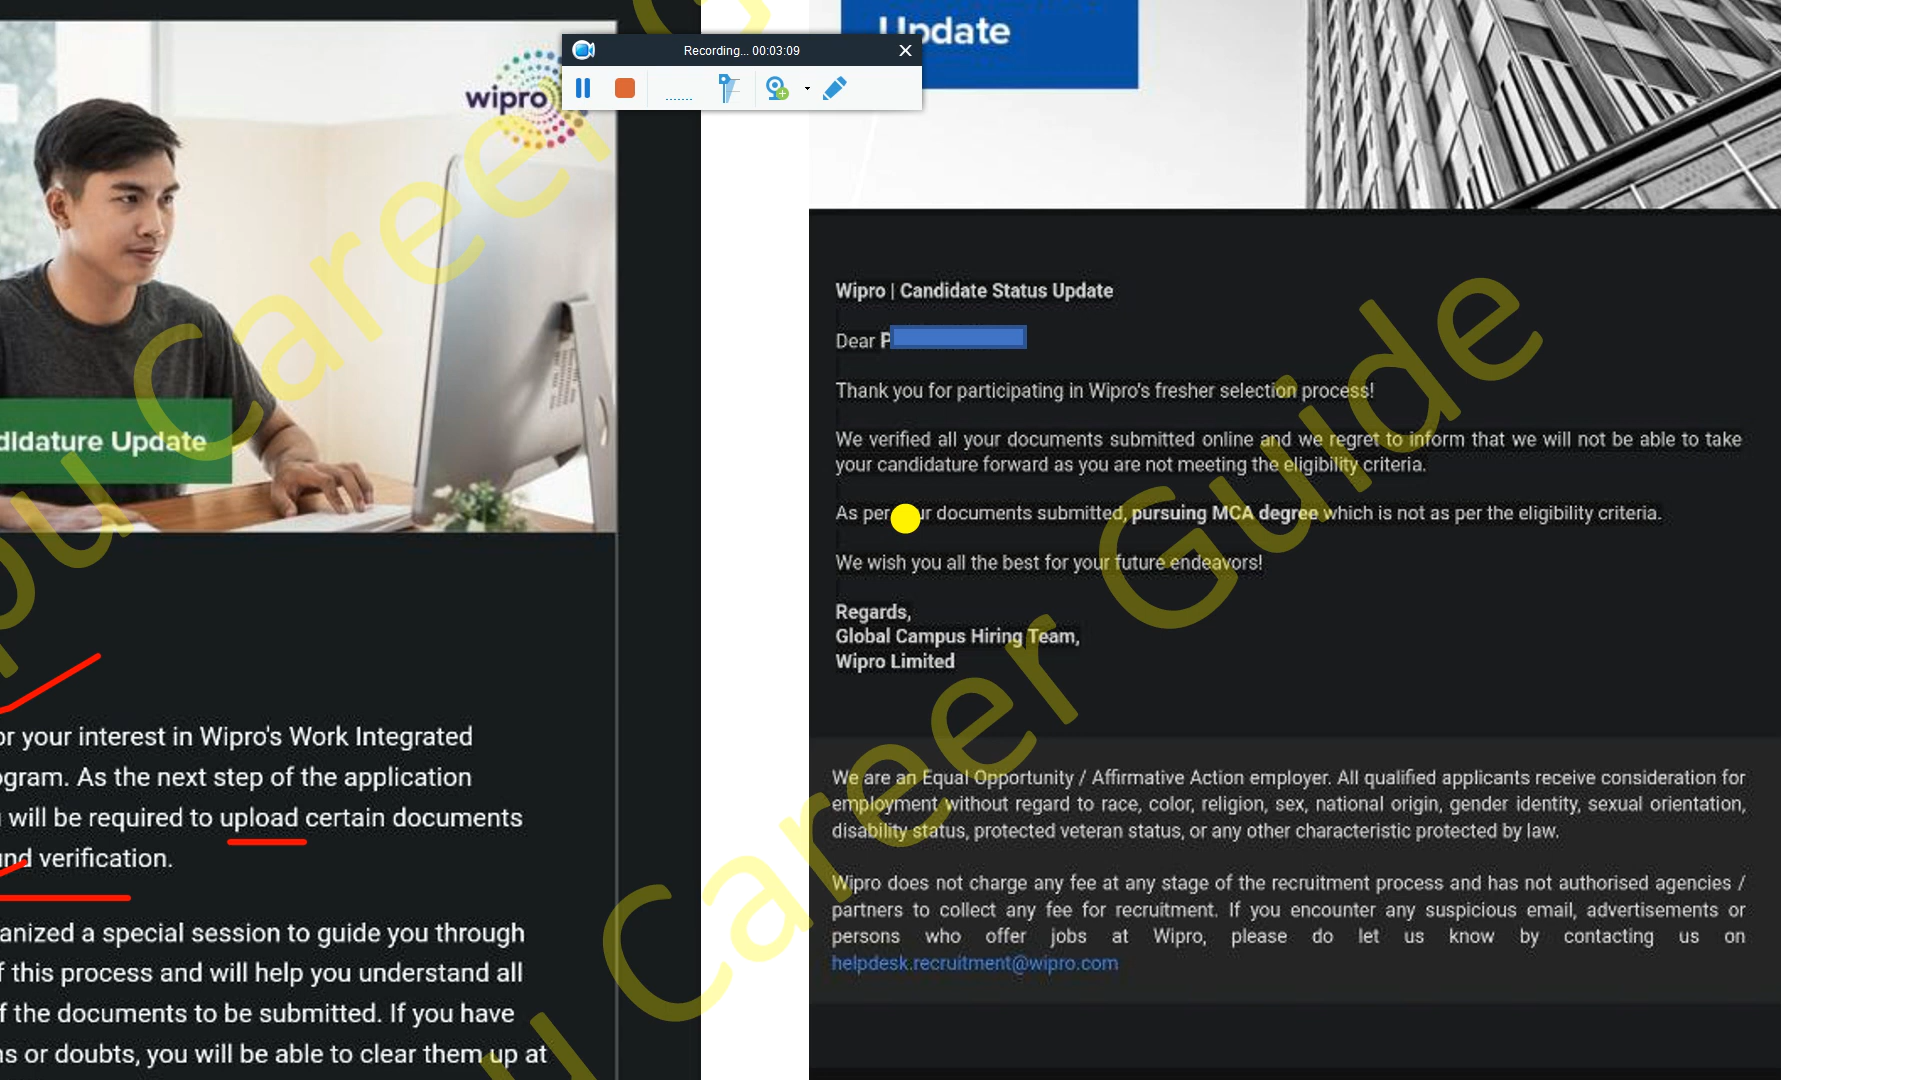 wipro
didature Update
or your interest in Wipro's Work Integrated
ogram. As the next step of the application
will be required to upload certain documents
und verification.
anized a special session to guide you through
f this process and will help you understand all
f the documents to be submitted. If you have
ns or doubts, you will be able to clear them up at
Recording... 00:03:09
Update
Wipro | Candidate Status Update
Dear P
Thank you for participating in Wipro's fresher selection process!
We verified all your documents submitted online and we regret to inform that we will not be able to take
your candidature forward as you are not meeting the eligibility criteria.
As per ur documents submitted, pursuing MCA degree which is not as per the eligibility criteria.
We wish you all the best for your future endeavors!
Regards,
Global Campus Hiring Team,
Wipro Limited
We are an Equal Opportunity / Affirmative Action employer. All qualified applicants receive consideration for
employment without regard to race, color, religion, sex, national origin, gender identity, sexual orientation,
disability status, protected veteran status, or any other characteristic protected by law.
Wipro does not charge any fee at any stage of the recruitment process and has not authorised agencies /
partners to collect any fee for recruitment. If you encounter any suspicious email, advertisements or
persons who offer jobs at Wipro, please do let us know by contacting us on
helpdesk.recruitment@wipro.com
pu Career G
pu Career Guide